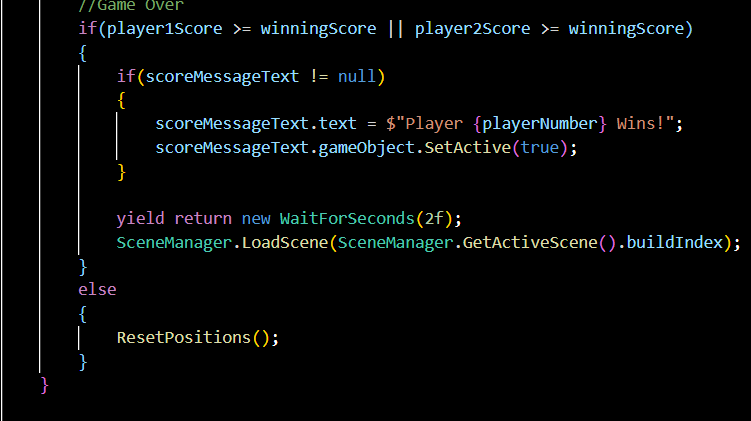 //Game Over
if(player1Score >= winningScore || player2Score >= winningScore)
{
if(scoreMessageText != null)
{
scoreMessageText.text = $"Player {playerNumber} Wins!";
scoreMessageText.gameObject.SetActive(true);
}
yield return new WaitForSeconds(2f);
SceneManager.LoadScene(SceneManager.GetActiveScene().buildIndex);
}
else
{
ResetPositions();
}
}